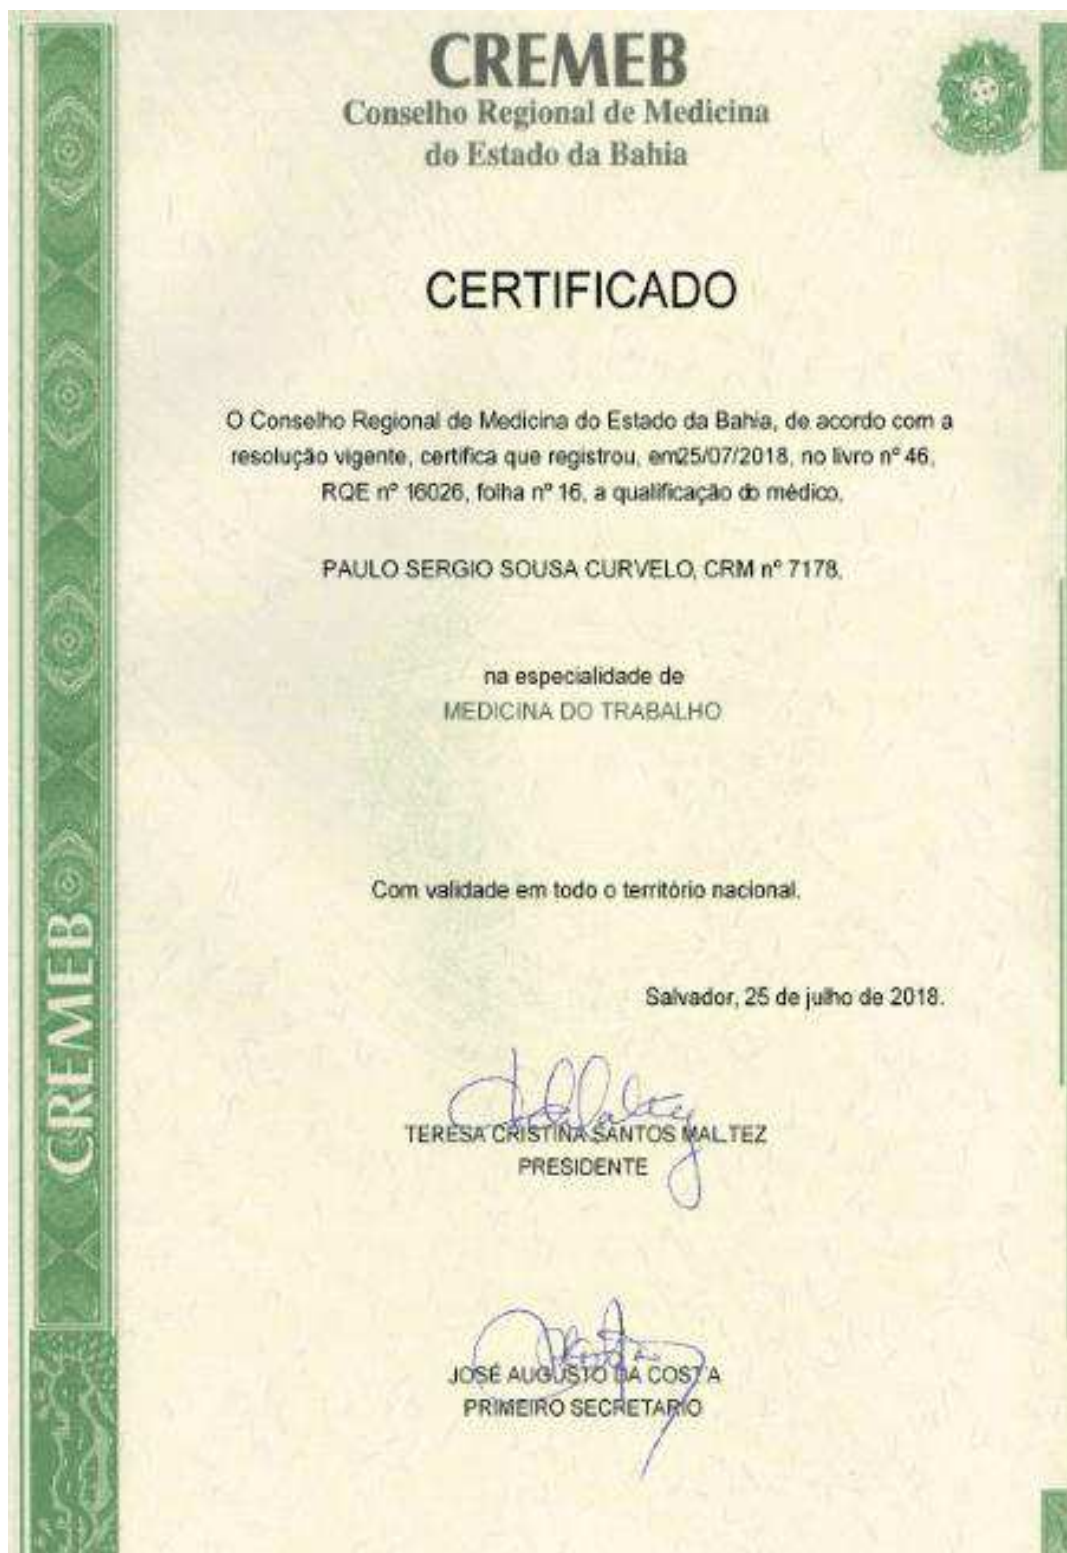 CREMEB
Conselho Regional de Medicina
do Estado da Bahia
CERTIFICADO
O Conselho Regional de Medicina do Estado da Bahia, de acordo com a
resolução vigente, certifica que registrou, em25/07/2018, no livro nº 46,
RQE nº 16026, folha nº 16, a qualificação do médico,
PAULO SERGIO SOUSA CURVELO, CRM nº 7178,
na especialidade de
MEDICINA DO TRABALHO
Com validade em todo o território nacional.
Salvador, 25 de julho de 2018.
TERESA CRISTINA SANTOS MALTEZ
PRESIDENTE
JOSÉ AUGUSTO DA COSTA
PRIMEIRO SECRETARIO
CREMEB